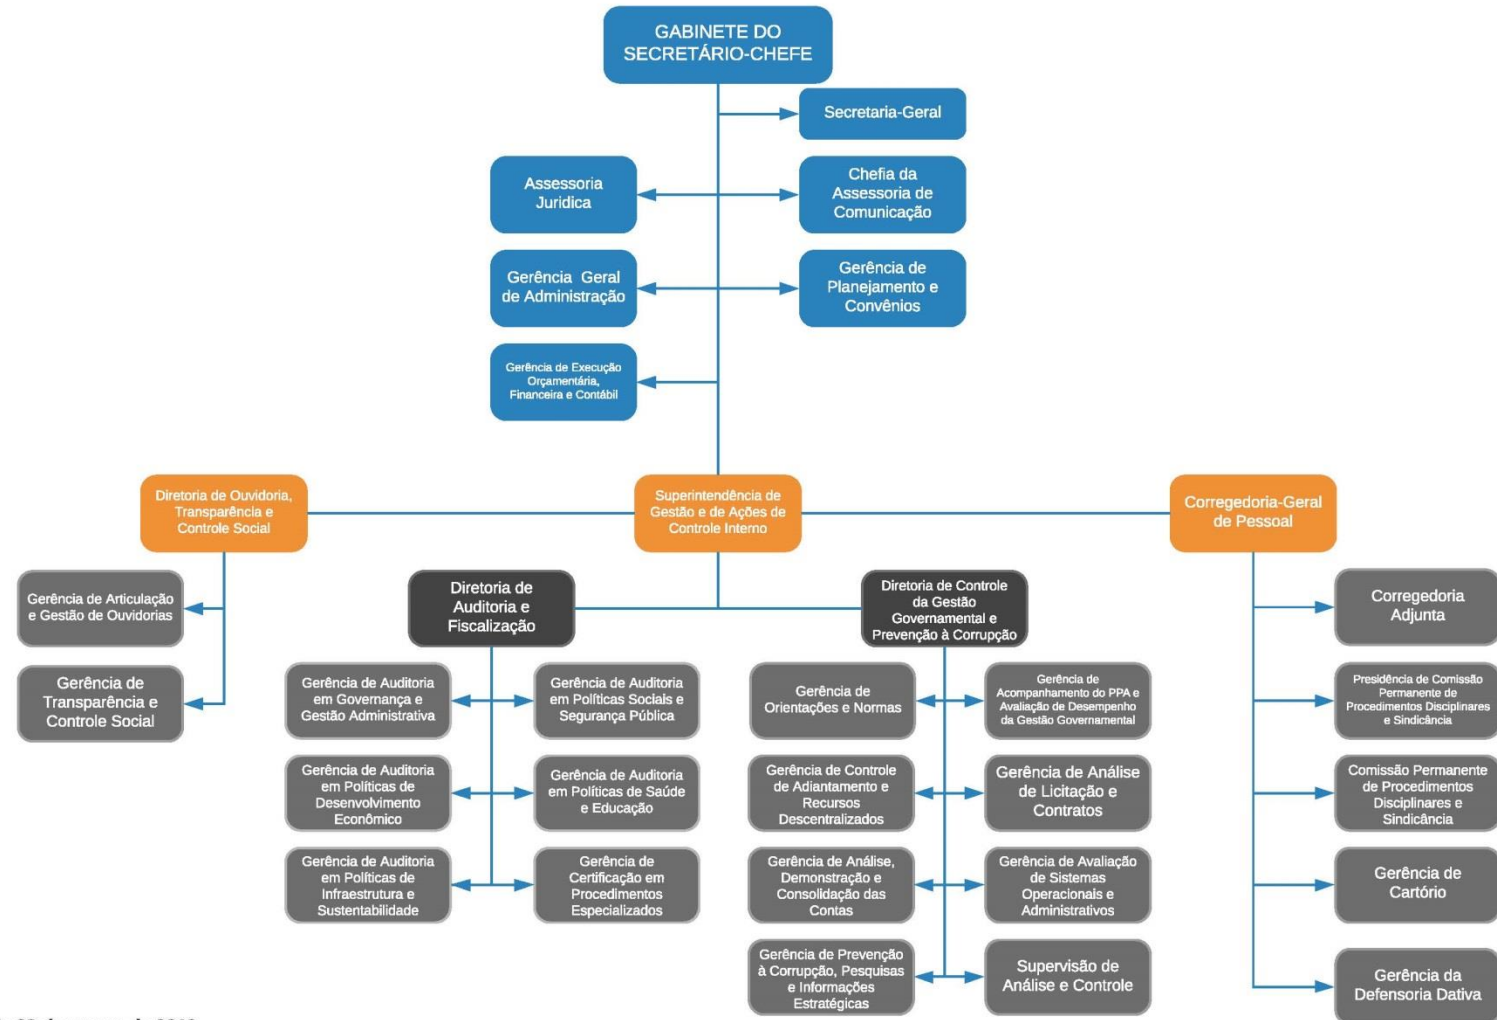 GABINETE DO
SECRETÁRIO-CHEFE
Secretaria-Geral
Assessoria
Juridica
Chefia da
Assessoria de
Comunicação
Gerência Geral
de Administração
Gerência de
Planejamento e
Convênios
Gerência de Execução
Orçamentária,
Financeira e Contábil
Diretoria de Ouvidoria,
Transparência e
Controle Social
Superintendência de
Gestão e de Ações de
Controle Interno
Corregedoria-Geral
de Pessoal
Gerência de Articulação
e Gestão de Ouvidorias
Gerência de
Transparência e
Controle Social
Diretoria de
Auditoria e
Fiscalização
Diretoria de Controle
da Gestão
Governamental e
Prevenção à Corrupção
Gerência de Auditoria
em Governança e
Gestão Administrativa
Gerência de Auditoria
em Políticas Sociais e
Segurança Pública
Gerência de Auditoria
em Políticas de
Desenvolvimento
Econômico
Gerência de Auditoria
em Políticas de Saúde
e Educação
Gerência de Auditoria
em Políticas de
Infraestrutura e
Sustentabilidade
Gerência de
Certificação em
Procedimentos
Especializados
Gerência de
Orientações e Normas
Gerência de
Acompanhamento do PPA e
Avaliação de Desempenho
da Gestão Governamental
Gerência de Controle
de Adiantamento e
Recursos
Descentralizados
Gerência de Análise
de Licitação e
Contratos
Gerência de Análise,
Demonstração e
Consolidação das
Contas
Gerência de Avaliação
de Sistemas
Operacionais e
Administrativos
Gerência de Prevenção
à Corrupção, Pesquisas
e Informações
Estratégicas
Supervisão de
Análise e Controle
Corregedoria
Adjunta
Presidência de Comissão
Permanente de
Procedimentos Disciplinares
e Sindicância
Comissão Permanente
de Procedimentos
Disciplinares e
Sindicância
Gerência de
Cartório
Gerência da
Defensoria Dativa